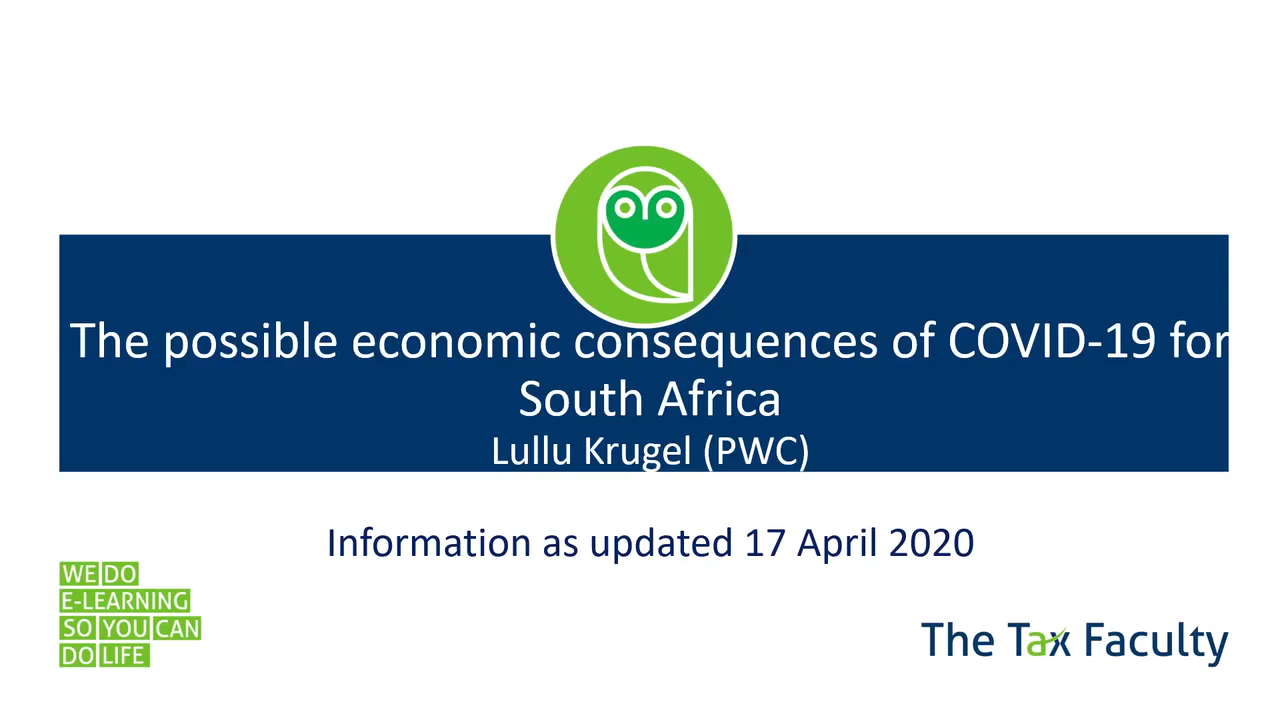 The possible economic consequences of COVID-19 for
South Africa
Lullu Krugel (PWC)
Information as updated 17 April 2020
WE DO
E-LEARNING
SO YOU CAN
DO LIFE
The Tax Faculty